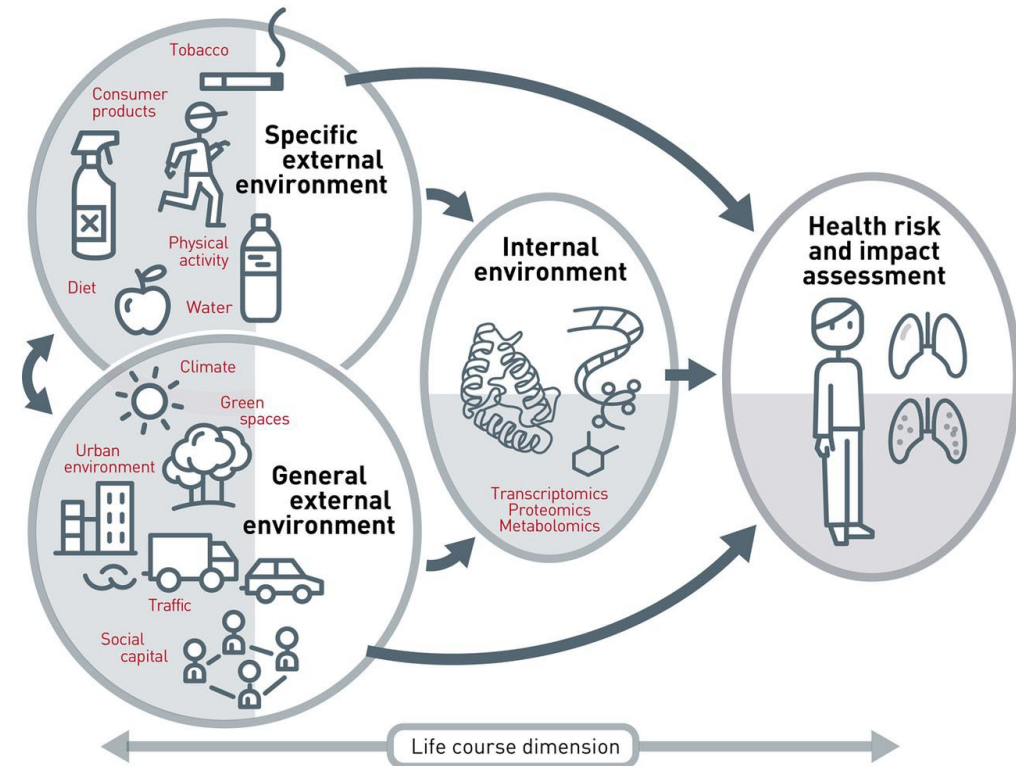 Tobacco
Consumer
products
Specific
external
environment
Physical
activity
Diet
Water
Climate
Green
spaces
Urban
environment
General
external
environment
Traffic
Social
capital
Internal
environment
Transcriptomics
Proteomics
Metabolomics
Health risk
and impact
assessment
Life course dimension